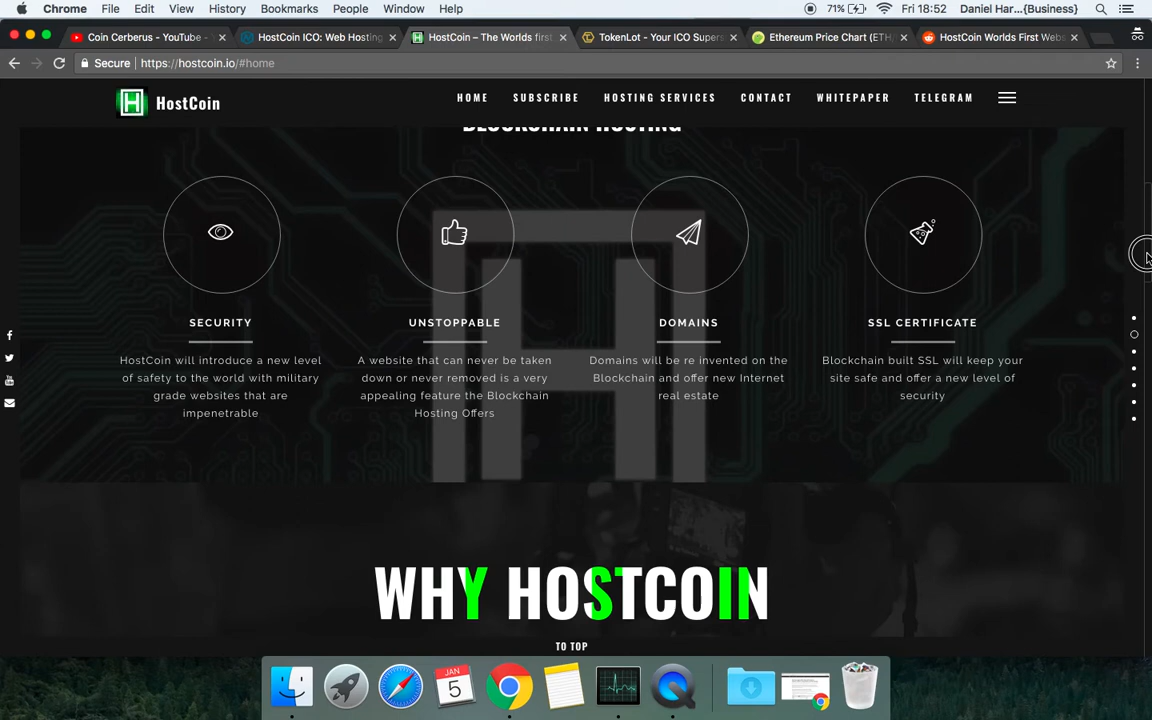 Chrome File Edit View History Bookmarks People Window Help 71% Fri 18:52 Daniel Har...{Business}
Coin Cerberus - YouTube - HostCoin ICO: Web Hosting HostCoin – The Worlds first TokenLot - Your ICO Supers Ethereum Price Chart (ETH, HostCoin Worlds First Webs
Secure https://hostcoin.io/#home
H HostCoin HOME SUBSCRIBE HOSTING SERVICES CONTACT WHITEPAPER TELEGRAM
BLOCKCHAIN HOSTING
SECURITY
HostCoin will introduce a new level
of safety to the world with military
grade websites that are
impenetrable
UNSTOPPABLE
A website that can never be taken
down or never removed is a very
appealing feature the Blockchain
Hosting Offers
DOMAINS
Domains will be re invented on the
Blockchain and offer new Internet
real estate
SSL CERTIFICATE
Blockchain built SSL will keep your
site safe and offer a new level of
security
H
WHY HOSTCOIN
TO TOP
JAN
5